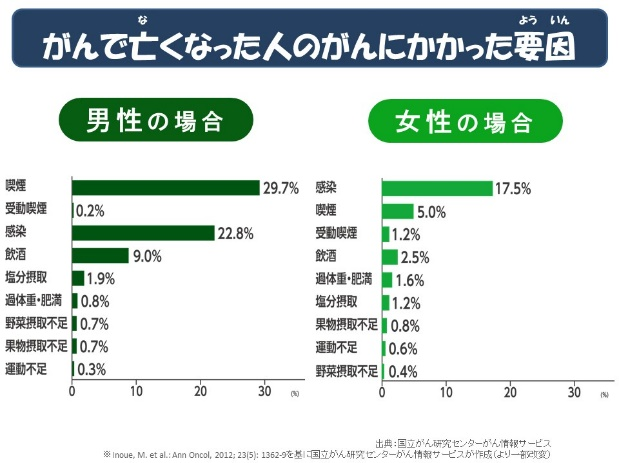 がんで亡くなった人のがんにかかった要因
な
よう いん
男性の場合
喫煙 29.7%
受動喫煙 0.2%
感染 22.8%
飲酒 9.0%
塩分摂取 1.9%
過体重・肥満 0.8%
野菜摂取不足 0.7%
果物摂取不足 0.7%
運動不足 0.3%
0 10 20 30 (%)
女性の場合
感染 17.5%
喫煙 5.0%
受動喫煙 1.2%
飲酒 2.5%
過体重・肥満 1.6%
塩分摂取 1.2%
果物摂取不足 0.8%
運動不足 0.6%
野菜摂取不足 0.4%
0 10 20 30 (%)
出典：国立がん研究センターがん情報サービス
※ Inoue, M. et al.: Ann Oncol, 2012; 23(5): 1362-9を基に国立がん研究センターがん情報サービスが作成（より一部改変）